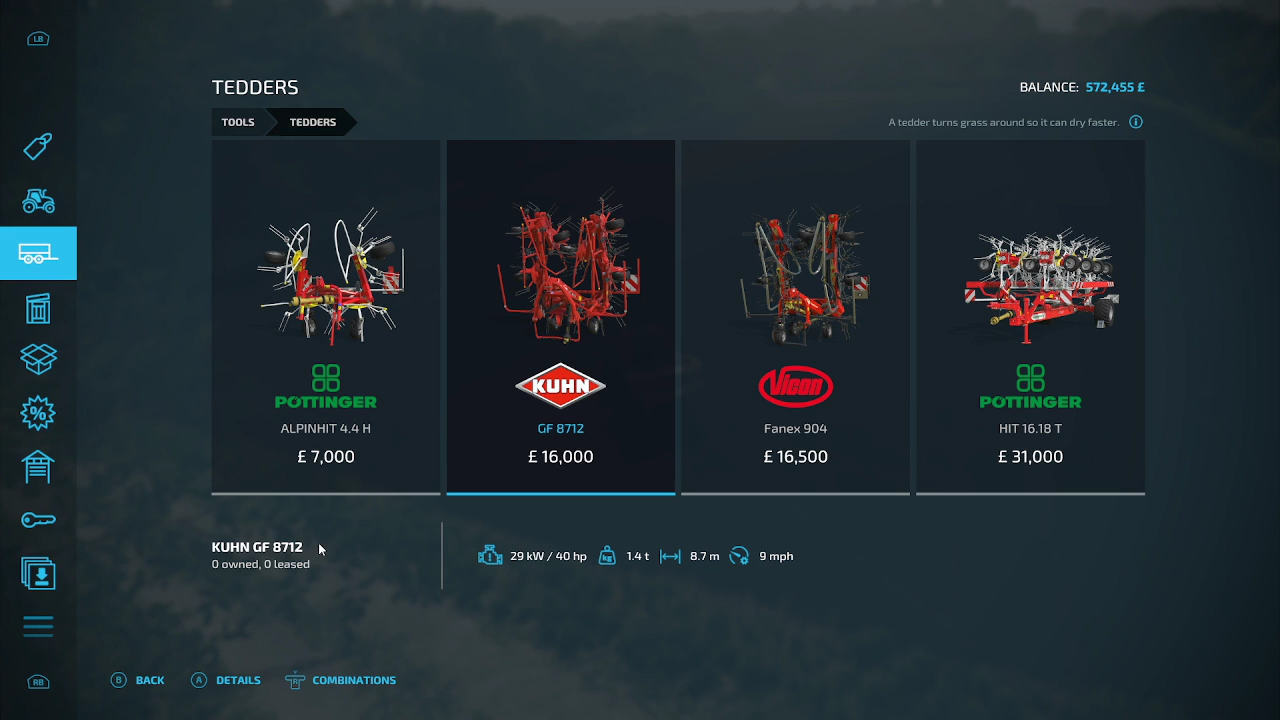 LB
TEDDERS
BALANCE: 572,455 £
TOOLS TEDDERS
A tedder turns grass around so it can dry faster.
PÖTTINGER
ALPINHIT 4.4 H
£ 7,000
KUHN
GF 8712
£ 16,000
Vicon
Fanex 904
£ 16,500
PÖTTINGER
HIT 16.18 T
£ 31,000
KUHN GF 8712
0 owned, 0 leased
29 kW / 40 hp
kg 1.4 t
8.7 m
9 mph
RB
B BACK
A DETAILS
R COMBINATIONS